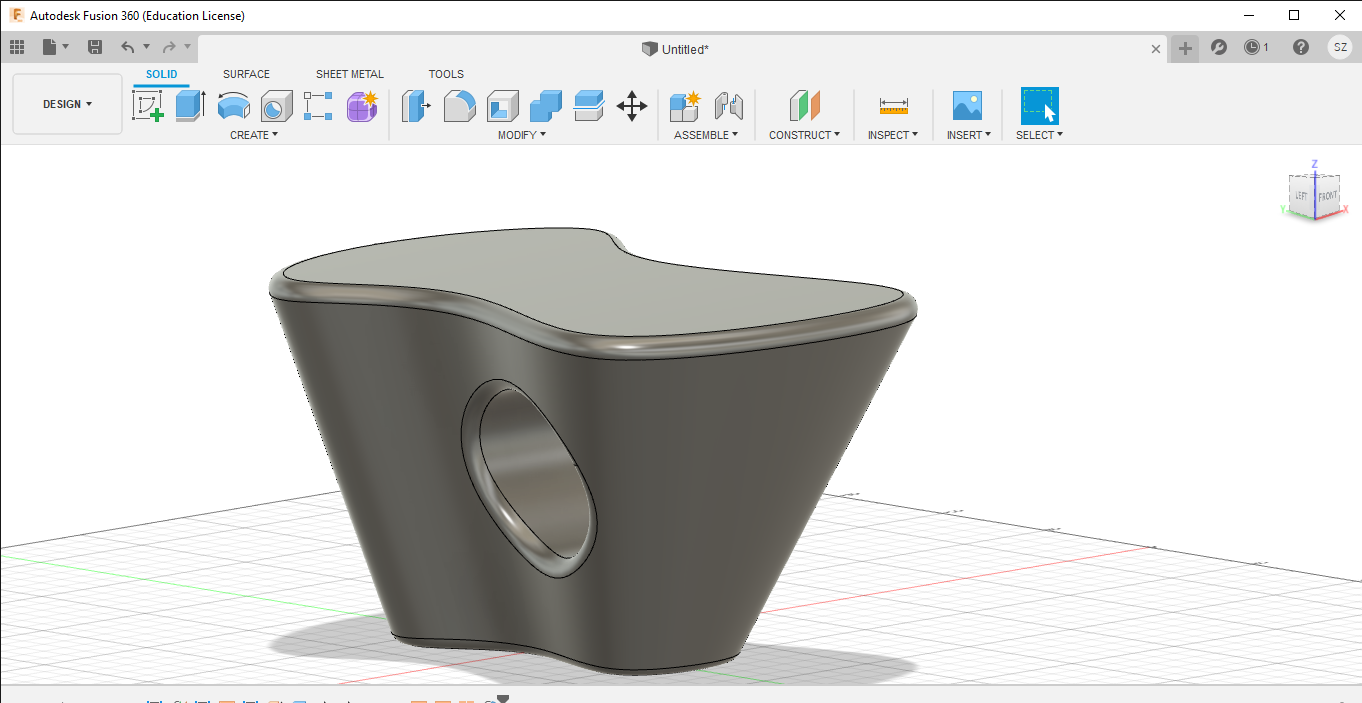 Autodesk Fusion 360 (Education License)
Untitled*
1
SZ
DESIGN
SOLID
SURFACE
SHEET METAL
TOOLS
CREATE
MODIFY
ASSEMBLE
CONSTRUCT
INSPECT
INSERT
SELECT
Z
LEFT
FRONT
Y
X